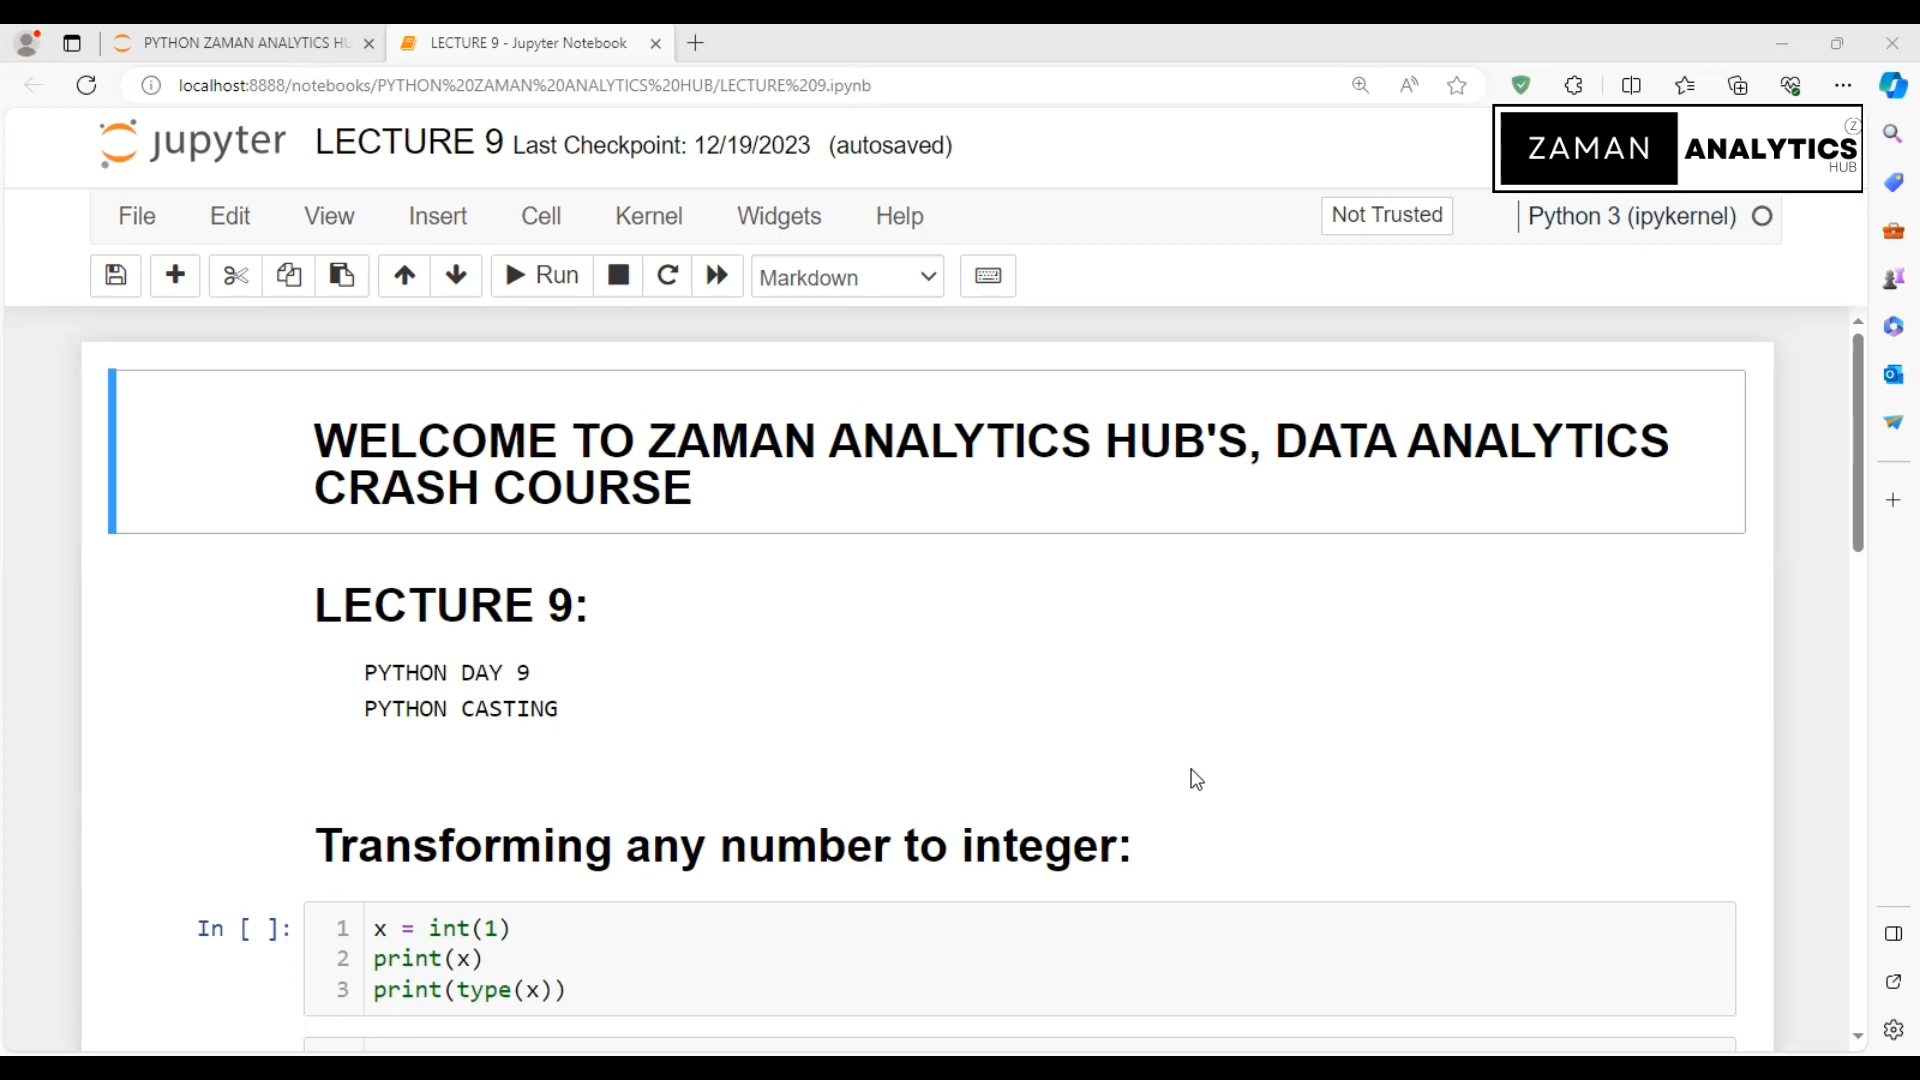 PYTHON ZAMAN ANALYTICS HU
LECTURE 9 - Jupyter Notebook
localhost:8888/notebooks/PYTHON%20ZAMAN%20ANALYTICS%20HUB/LECTURE%209.ipynb
jupyter LECTURE 9 Last Checkpoint: 12/19/2023 (autosaved)
ZAMAN ANALYTICS
HUB
Z
File Edit View Insert Cell Kernel Widgets Help Not Trusted Python 3 (ipykernel)
Run Markdown
WELCOME TO ZAMAN ANALYTICS HUB'S, DATA ANALYTICS
CRASH COURSE
LECTURE 9:
PYTHON DAY 9
PYTHON CASTING
Transforming any number to integer:
In [ ]: 1 x = int(1)
2 print(x)
3 print(type(x))